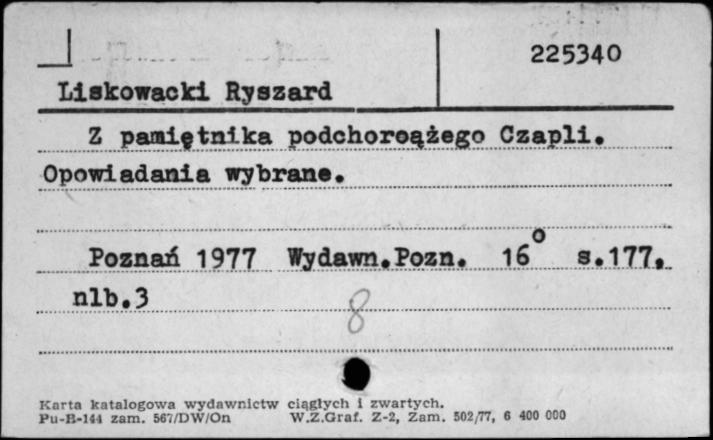 225340
Liskowacki Ryszard
Z pamiętnika podchorążego Czapli.
Opowiadania wybrane.
Poznań 1977 Wydawn.Pozn. 16° s.177,
nlb.3
8
Karta katalogowa wydawnictw ciągłych i zwartych.
Pu-B-144 zam. 567/DW/On W.Z.Graf. Z-2, Zam. 502/77, 6 400 000